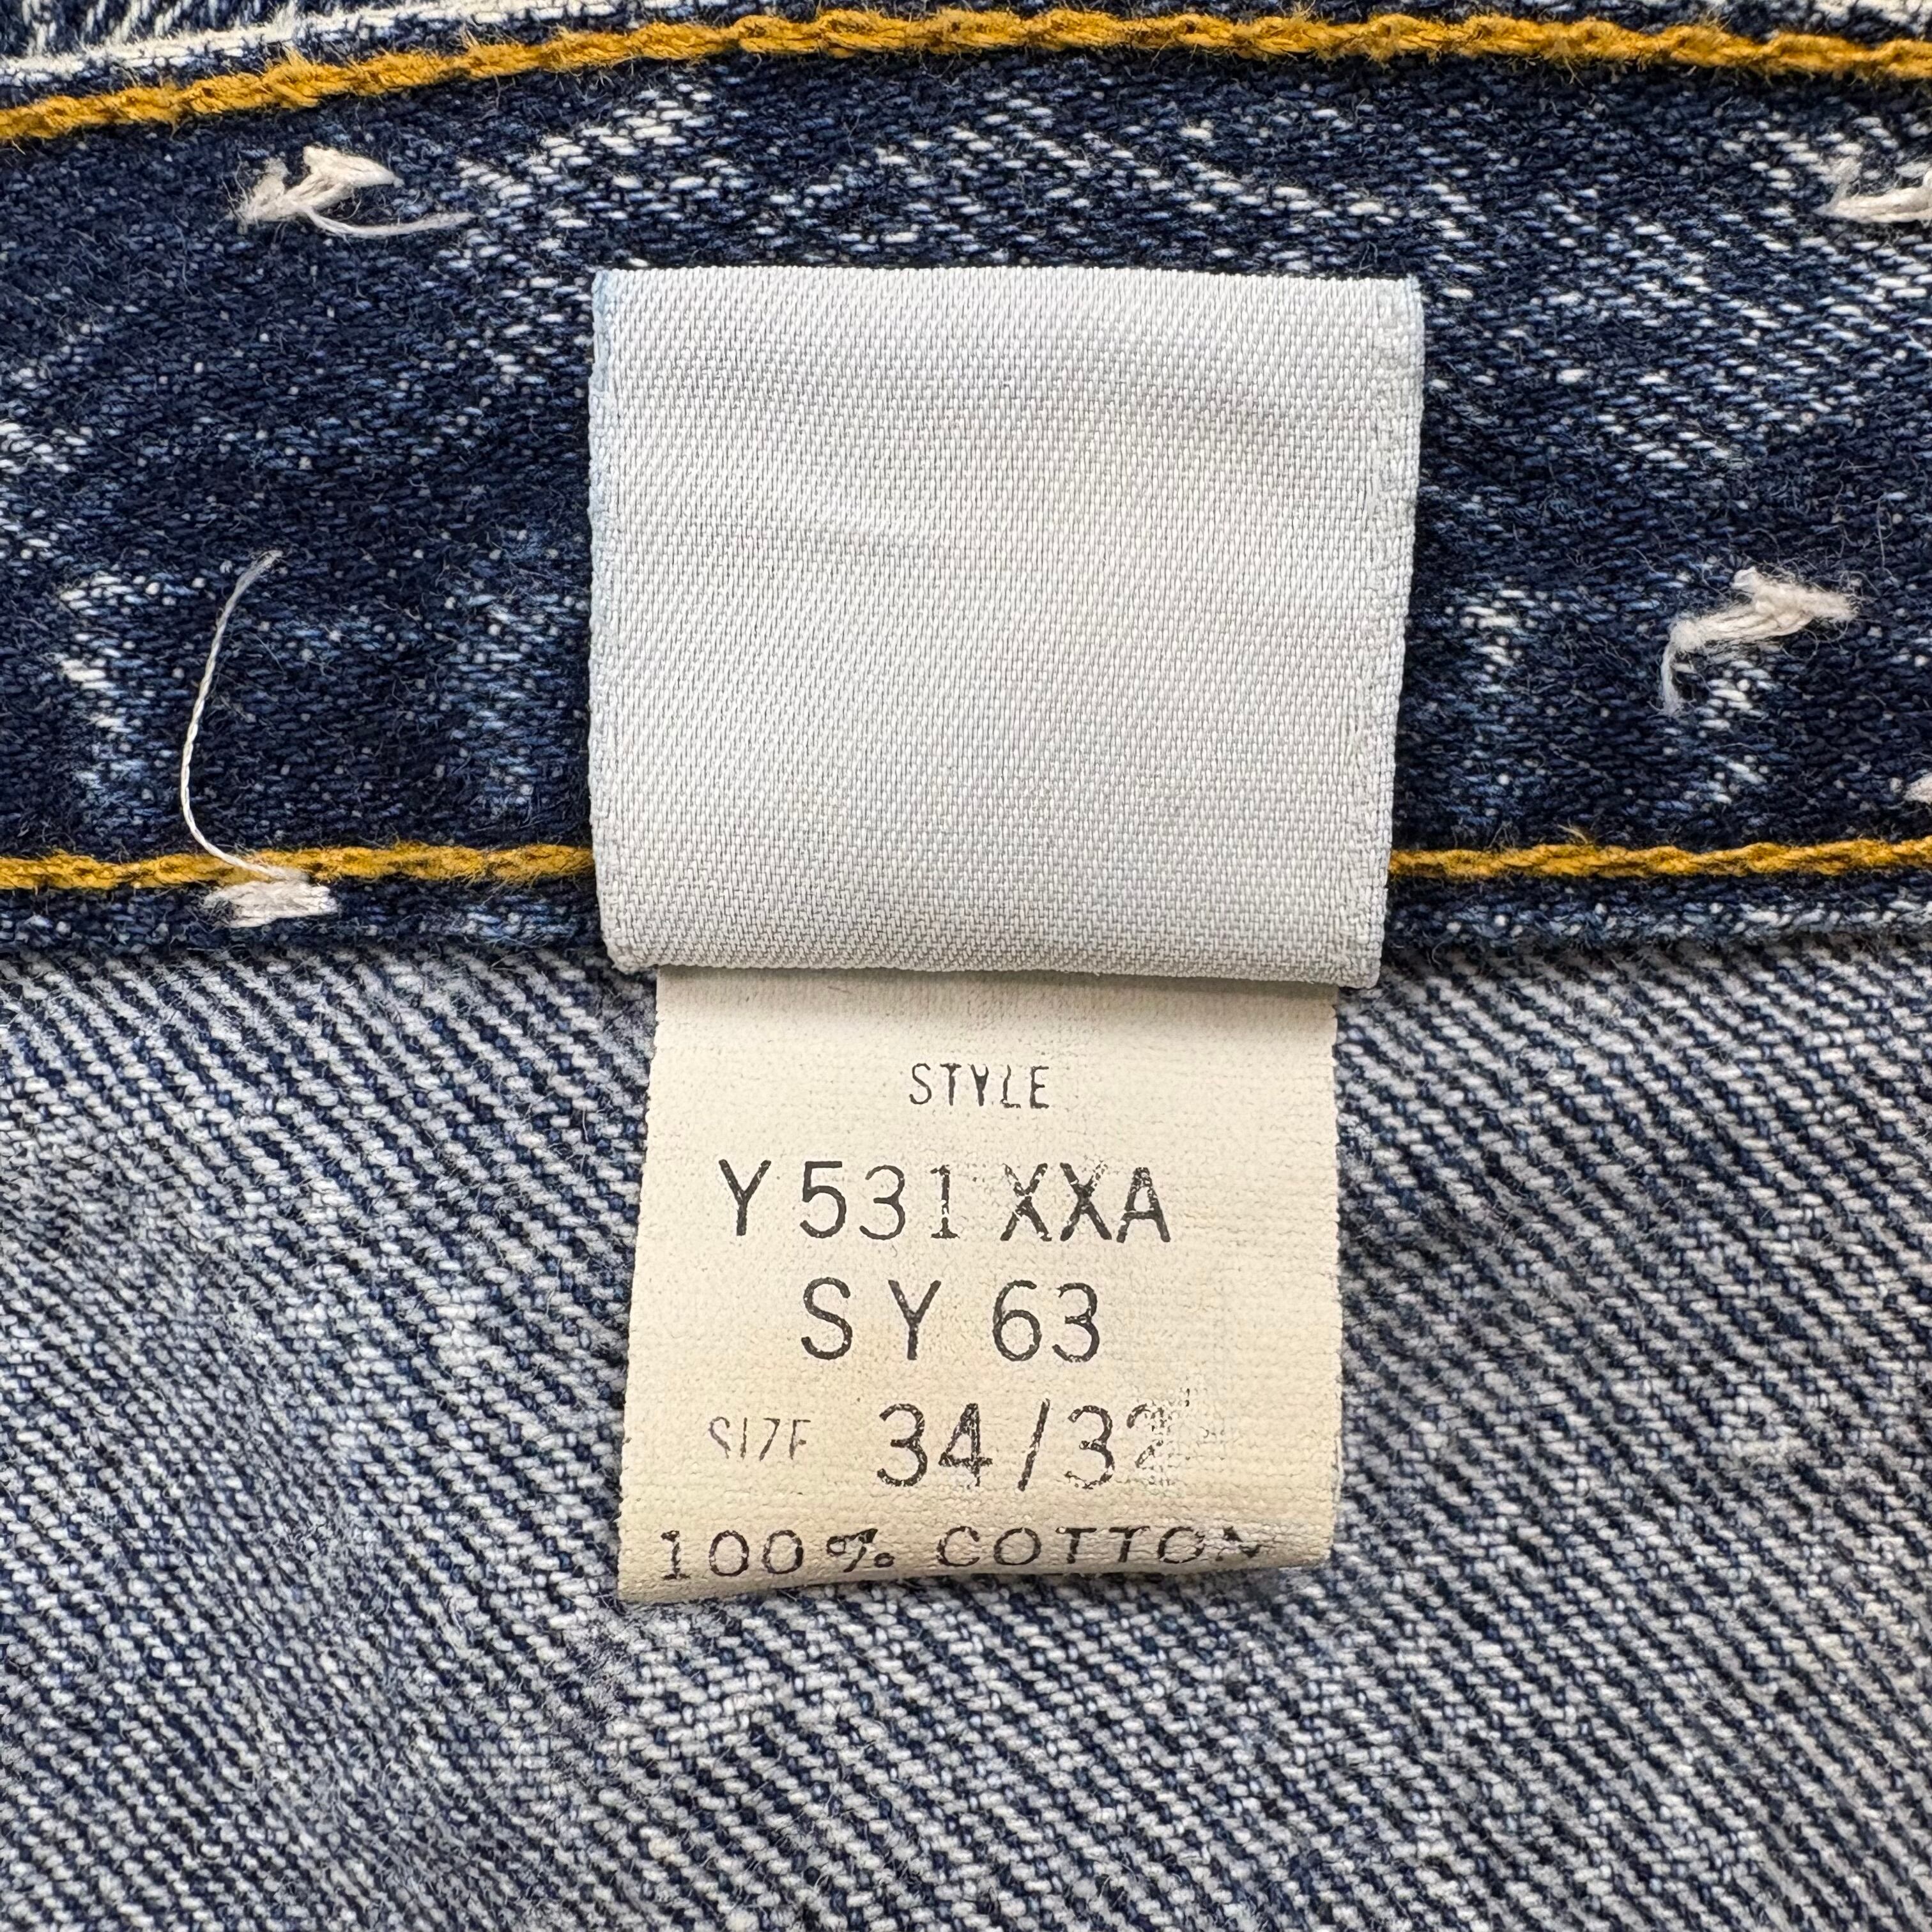 STYLE
Y 531 XXA
S Y 63
SIZE 34/32
100% COTTON